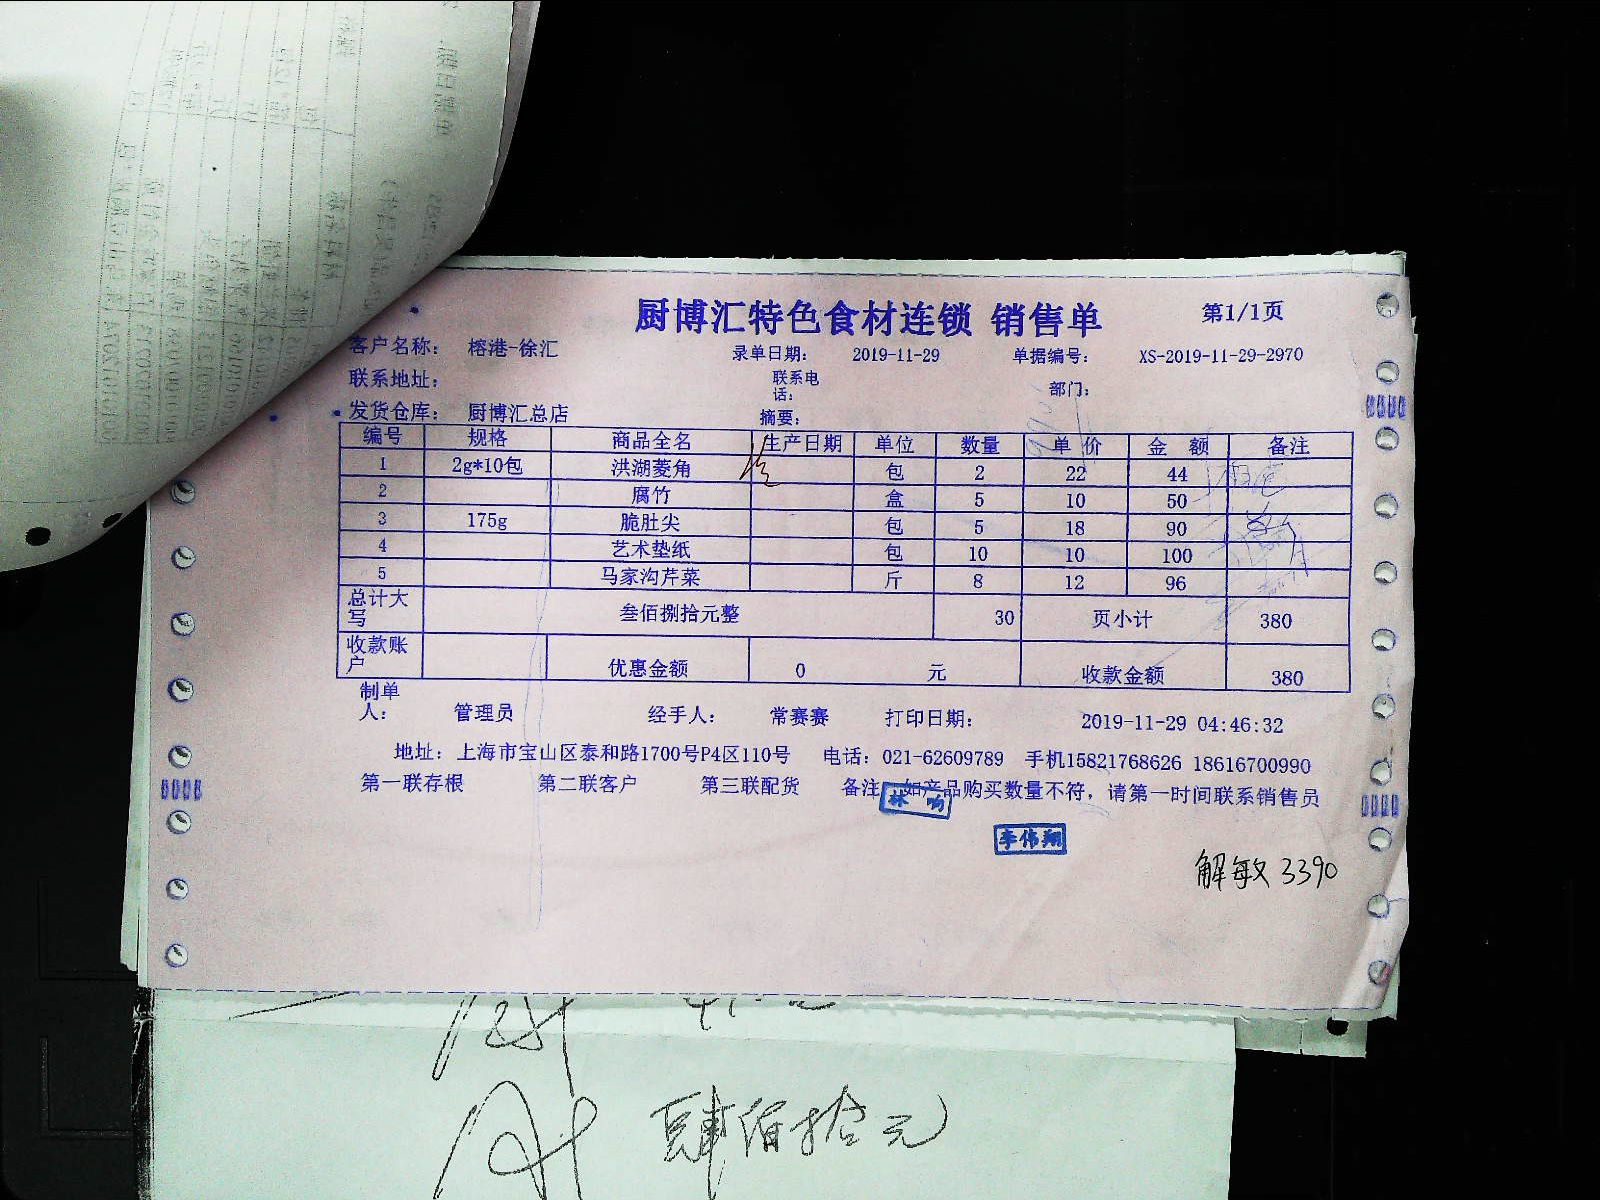 厨博汇特色食材连锁 销售单 第1/1页
客户名称： 榕港-徐汇 录单日期： 2019-11-29 单据编号： XS-2019-11-29-2970
联系地址： 联系电话： 部门：
发货仓库： 厨博汇总店 摘要：
编号 规格 商品全名 生产日期 单位 数量 单 价 金 额 备注
1 2g*10包 洪湖菱角 包 2 22 44
2 腐竹 盒 5 10 50
3 175g 脆肚尖 包 5 18 90
4 艺术垫纸 包 10 10 100
5 马家沟芹菜 斤 8 12 96
总计大写 叁佰捌拾元整 30 页小计 380
收款账户 优惠金额 0 元 收款金额 380
制单人： 管理员 经手人： 常赛赛 打印日期： 2019-11-29 04:46:32
地址：上海市宝山区泰和路1700号P4区110号 电话：021-62609789 手机15821768626 18616700990
第一联存根 第二联客户 第三联配货 备注 如产品购买数量不符，请第一时间联系销售员
李伟翔
解敏 3390
肆佰拾元